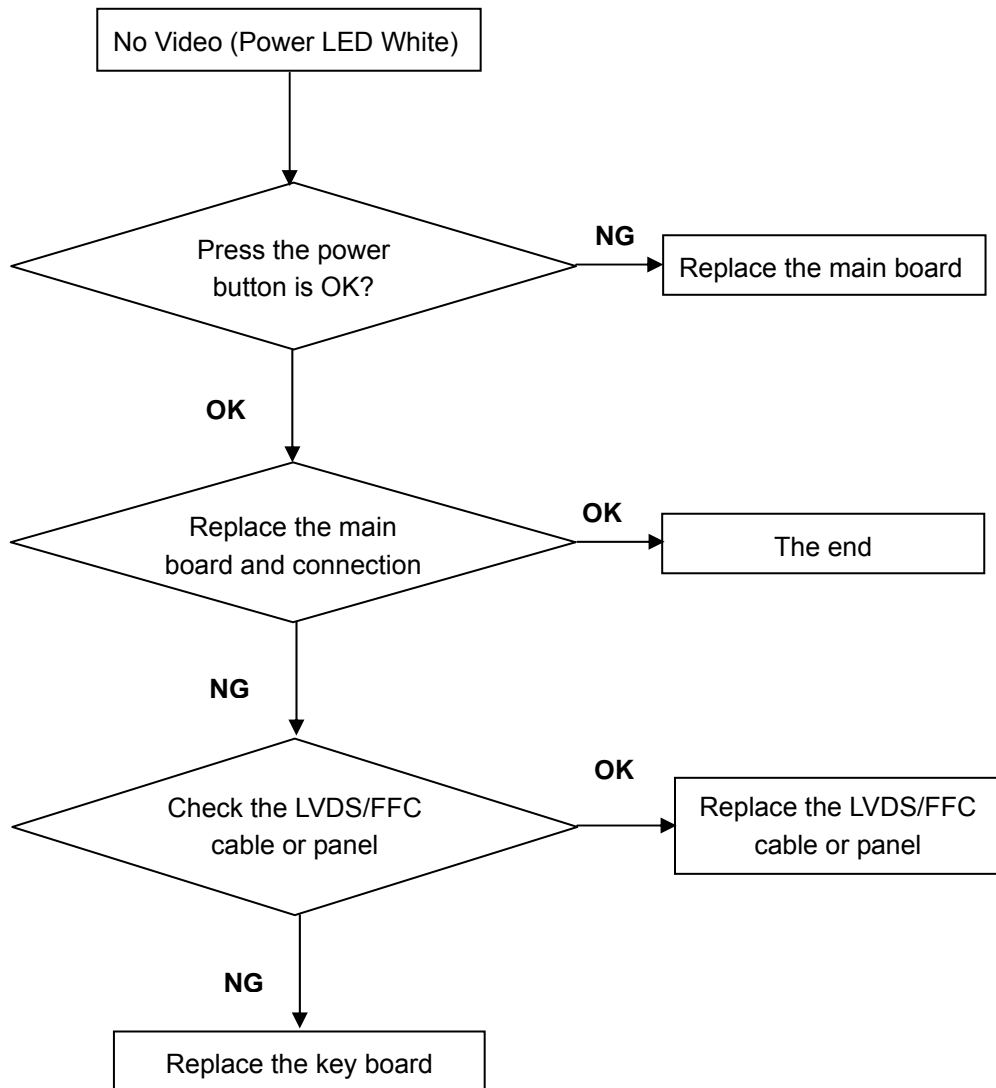 No Video (Power LED White)
Press the power
button is OK?
NG
Replace the main board
OK
Replace the main
board and connection
OK
The end
NG
Check the LVDS/FFC
cable or panel
OK
Replace the LVDS/FFC
cable or panel
NG
Replace the key board